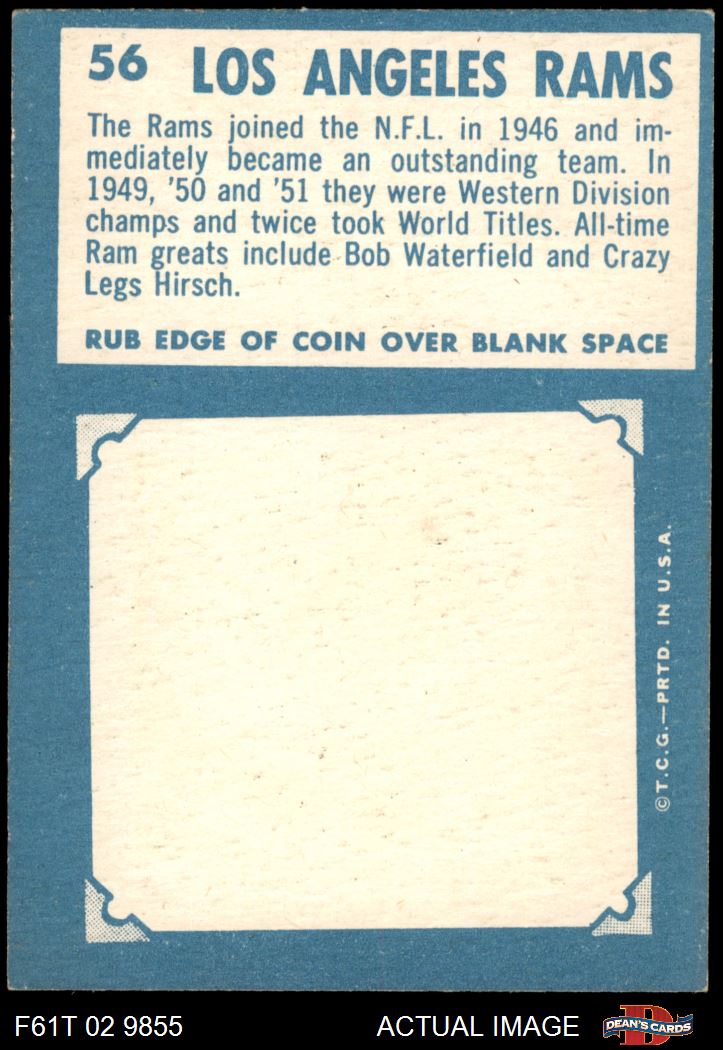 56 LOS ANGELES RAMS
The Rams joined the N.F.L. in 1946 and im-
mediately became an outstanding team. In
1949, '50 and '51 they were Western Division
champs and twice took World Titles. All-time
Ram greats include Bob Waterfield and Crazy
Legs Hirsch.
RUB EDGE OF COIN OVER BLANK SPACE
©T.C.G.—PRTD. IN U.S.A.
F61T 02 9855 ACTUAL IMAGE
D
DEAN'S CARDS